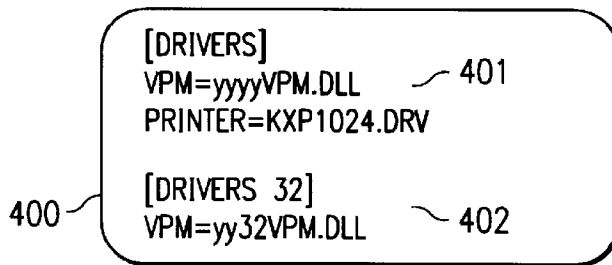 [DRIVERS]
VPM=yyyyVPM.DLL
401
PRINTER=KXP1024.DRV
[DRIVERS 32]
400
VPM=yy32VPM.DLL
402